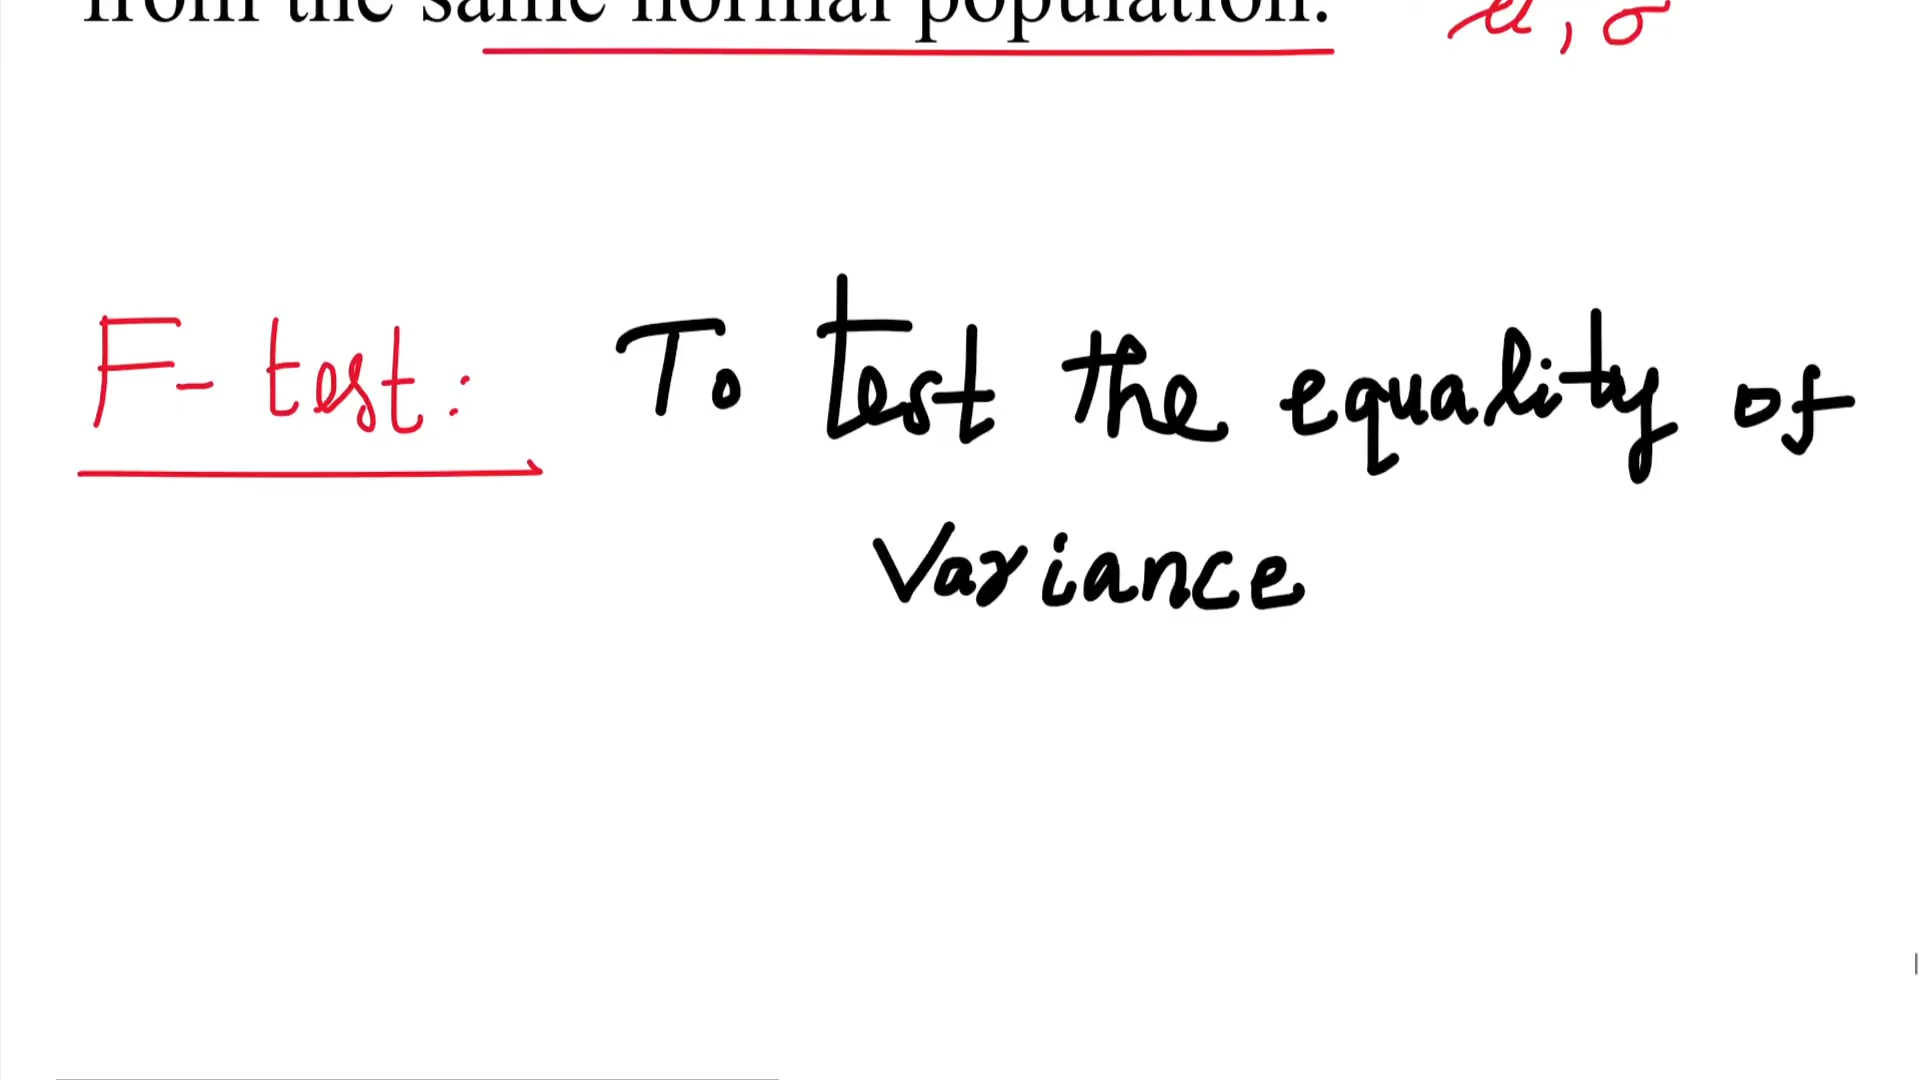 from the same normal population. μ, σ
F- test: To test the equality of
Variance